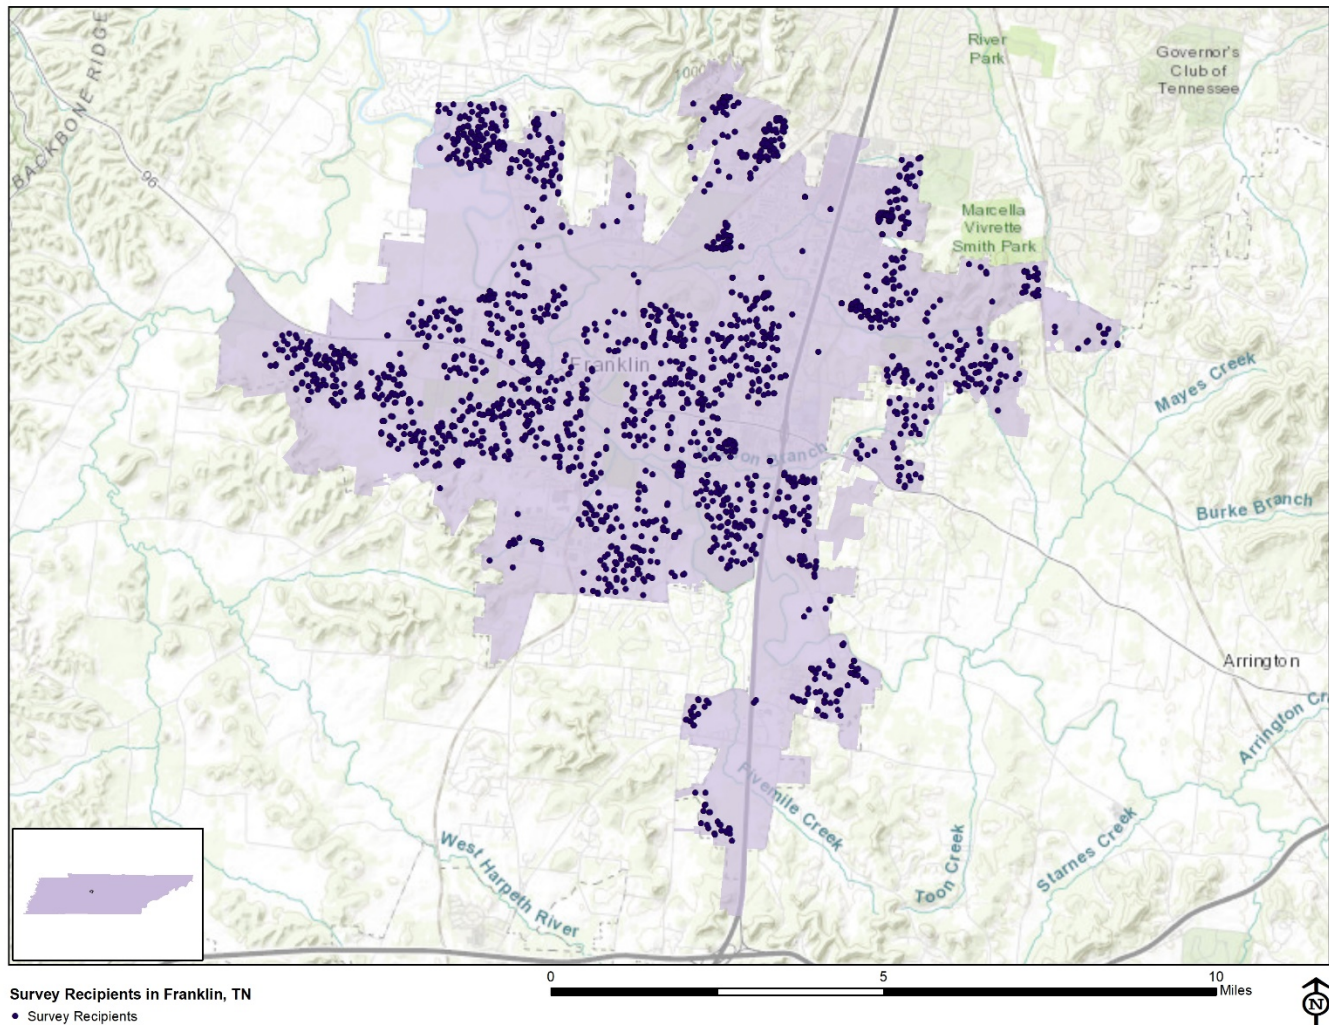 1000
River
Park
Governor's
Club of
Tennessee
BACKBONE RIDGE
96
Marcella
Vivrette
Smith Park
Franklin
Mayes Creek
Burke Branch
Arrington
Arrington
Fivemile Creek
West Harpeth River
Toon Creek
Starnes Creek
0
5
10
Miles
Survey Recipients in Franklin, TN
Survey Recipients
N